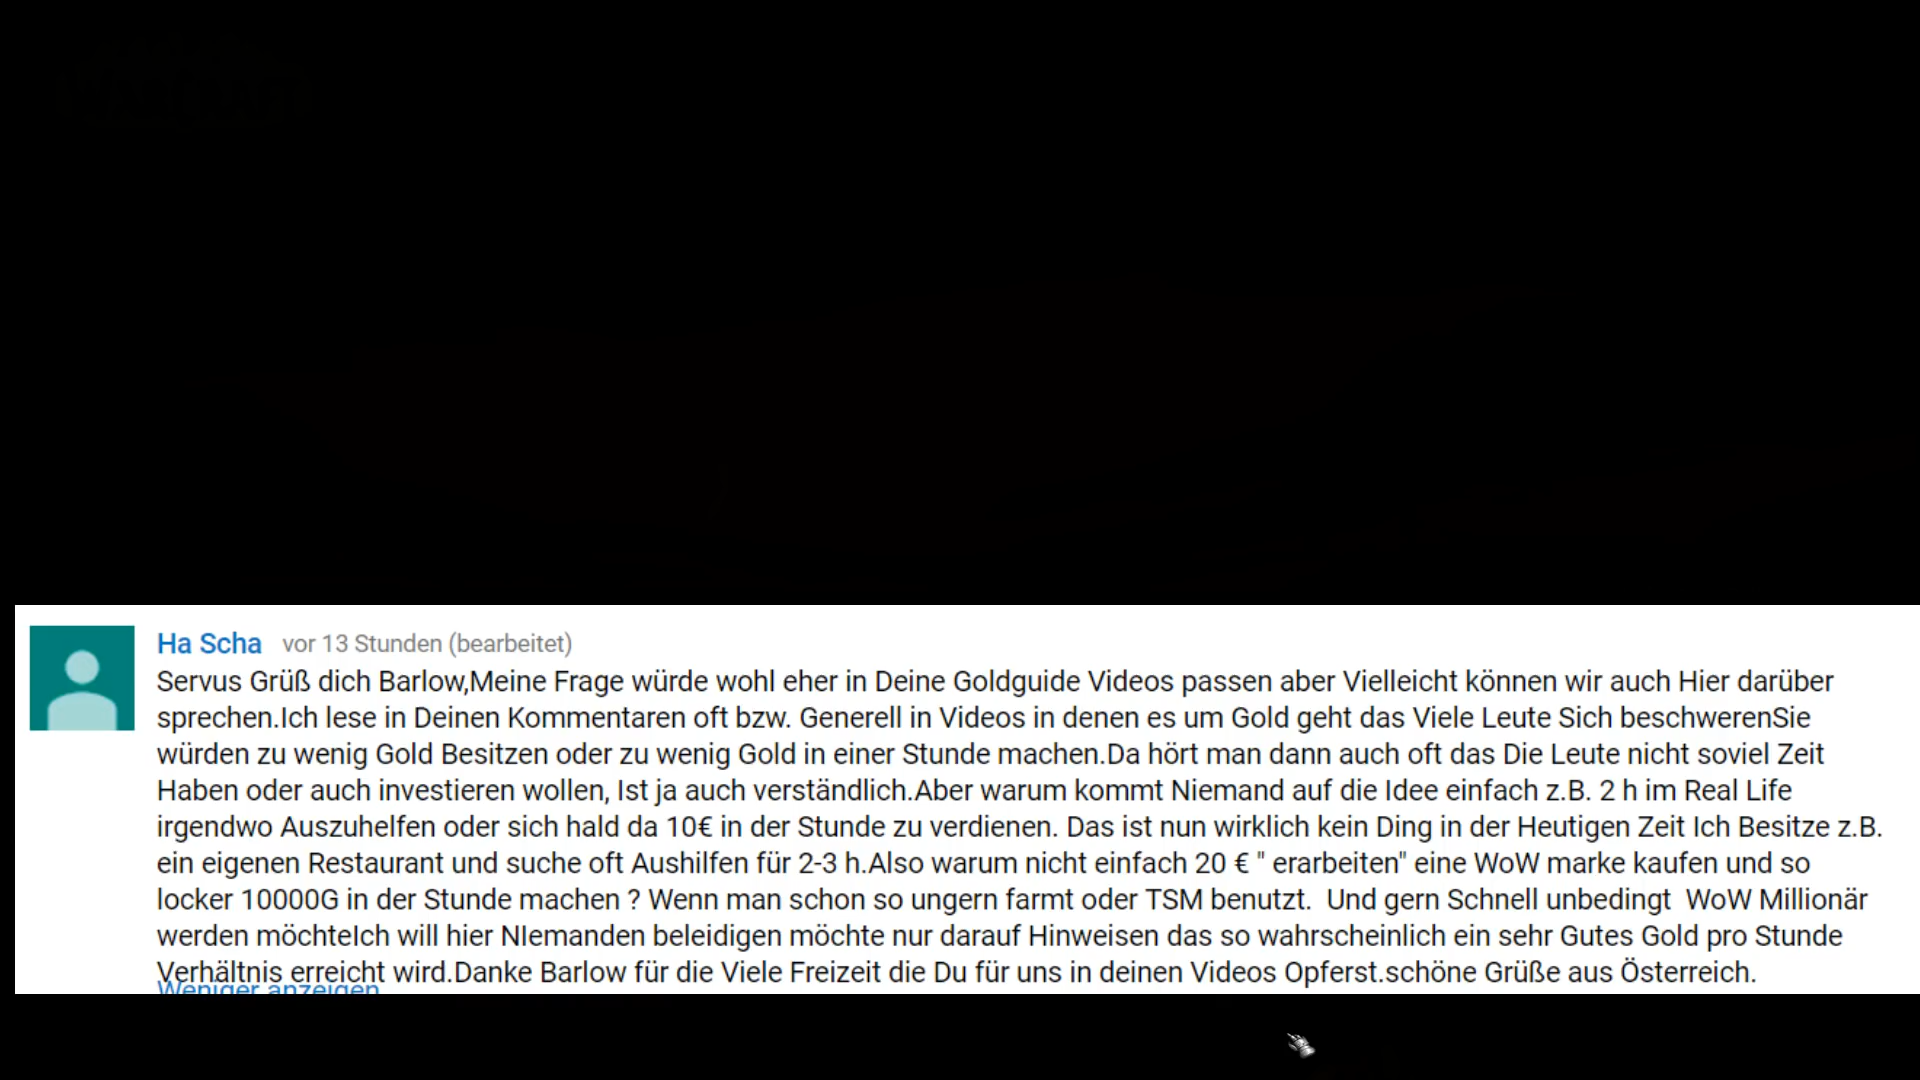 Ha Scha vor 13 Stunden (bearbeitet)
Servus Grüß dich Barlow,Meine Frage würde wohl eher in Deine Goldguide Videos passen aber Vielleicht können wir auch Hier darüber
sprechen.Ich lese in Deinen Kommentaren oft bzw. Generell in Videos in denen es um Gold geht das Viele Leute Sich beschwerenSie
würden zu wenig Gold Besitzen oder zu wenig Gold in einer Stunde machen.Da hört man dann auch oft das Die Leute nicht soviel Zeit
Haben oder auch investieren wollen, Ist ja auch verständlich.Aber warum kommt Niemand auf die Idee einfach z.B. 2 h im Real Life
irgendwo Auszuhelfen oder sich hald da 10€ in der Stunde zu verdienen. Das ist nun wirklich kein Ding in der Heutigen Zeit Ich Besitze z.B.
ein eigenen Restaurant und suche oft Aushilfen für 2-3 h.Also warum nicht einfach 20 € " erarbeiten" eine WoW marke kaufen und so
locker 10000G in der Stunde machen ? Wenn man schon so ungern farmt oder TSM benutzt.  Und gern Schnell unbedingt  WoW Millionär
werden möchteIch will hier NIemanden beleidigen möchte nur darauf Hinweisen das so wahrscheinlich ein sehr Gutes Gold pro Stunde
Verhältnis erreicht wird.Danke Barlow für die Viele Freizeit die Du für uns in deinen Videos Opferst.schöne Grüße aus Österreich.
Weniger anzeigen